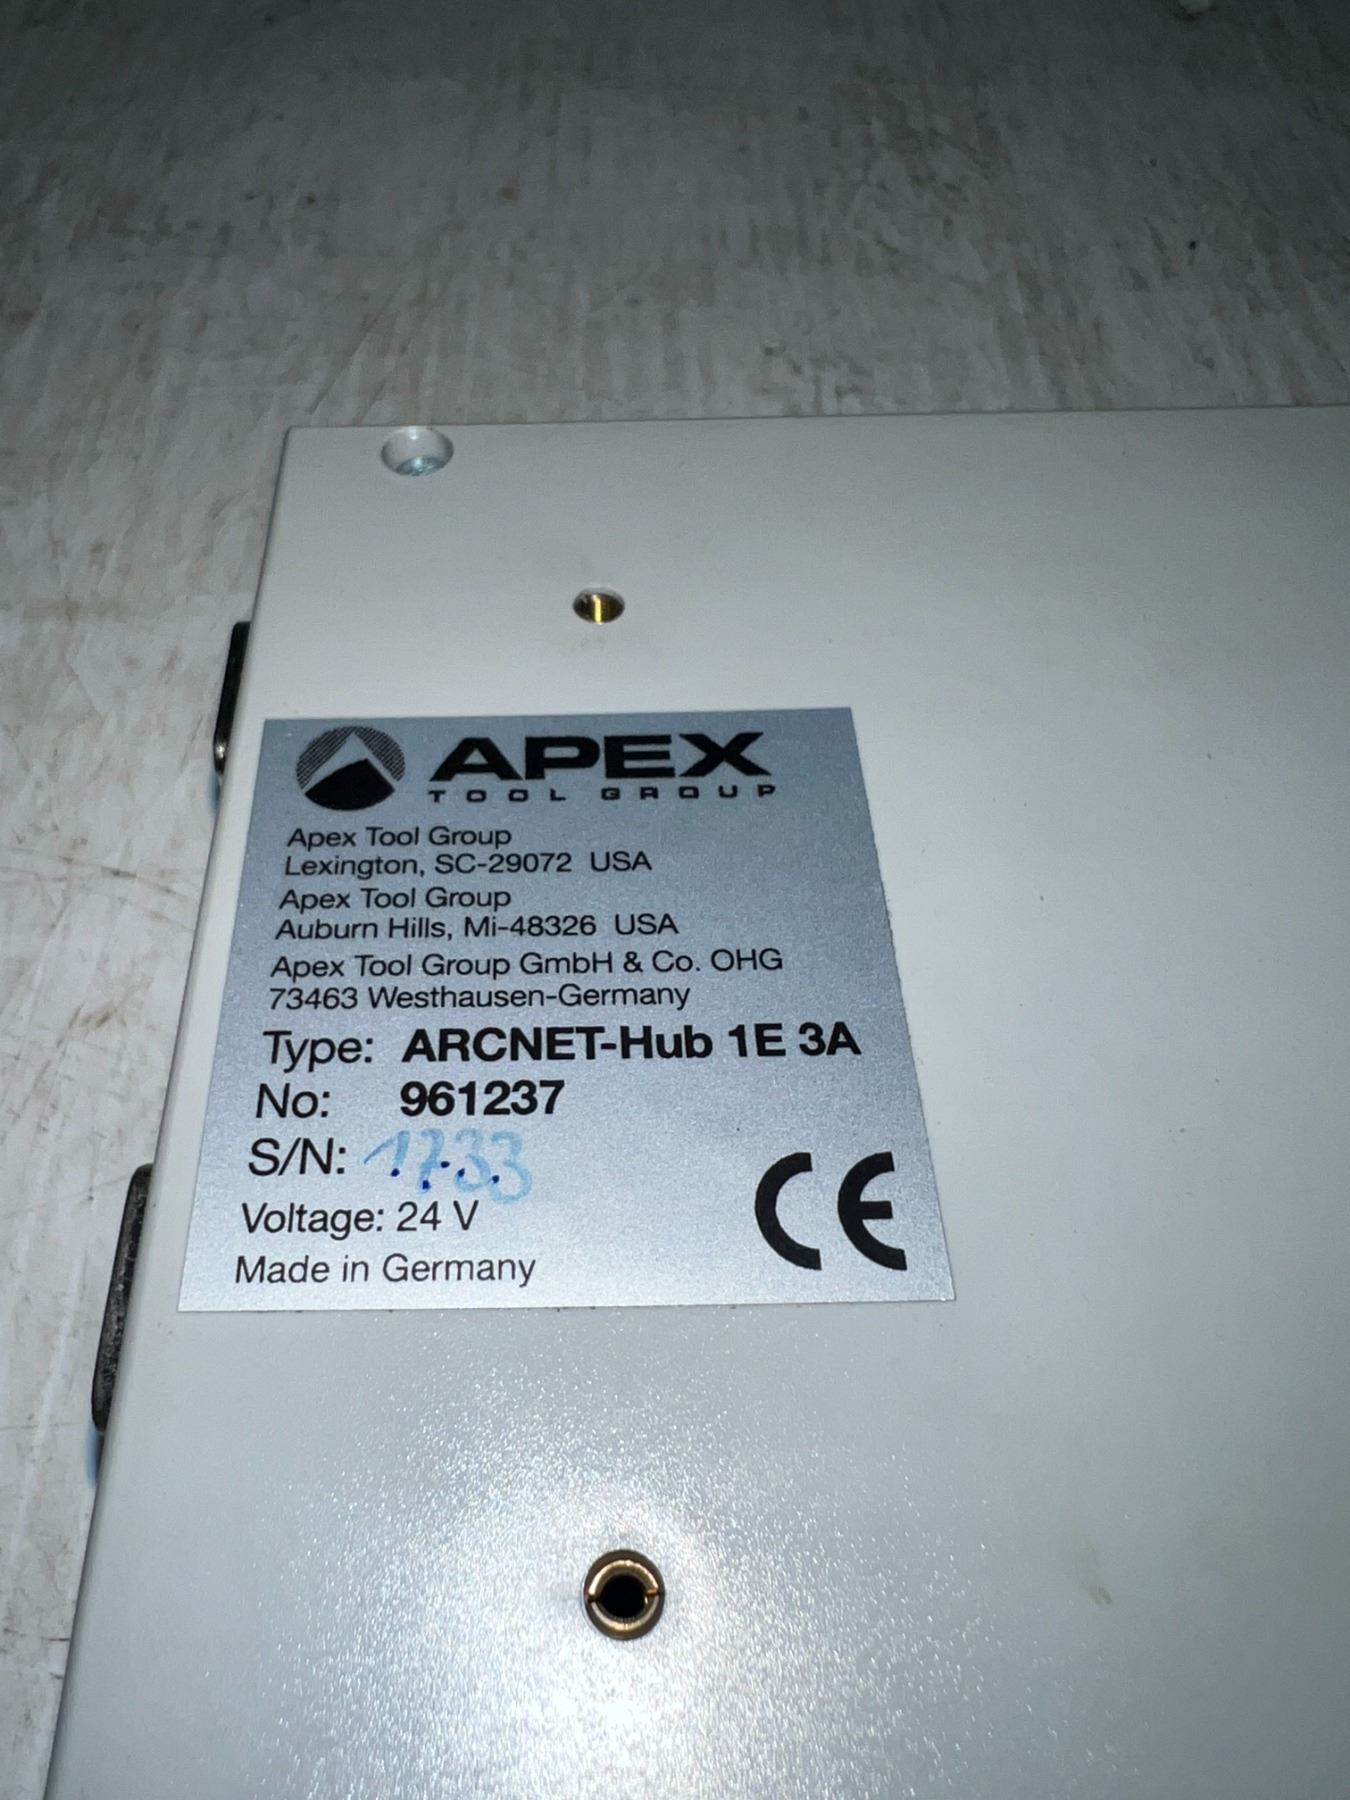 APEX
TOOL GROUP
Apex Tool Group
Lexington, SC-29072 USA
Apex Tool Group
Auburn Hills, Mi-48326 USA
Apex Tool Group GmbH & Co. OHG
73463 Westhausen-Germany
Type: ARCNET-Hub 1E 3A
No: 961237
S/N: 1733
Voltage: 24 V
Made in Germany
CE